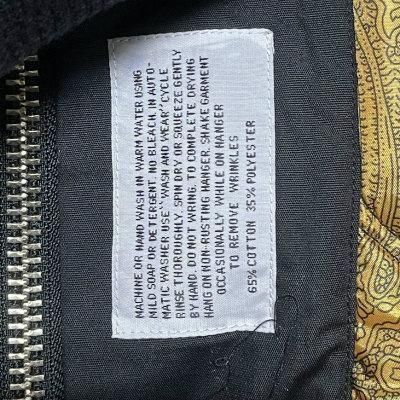 MACHINE OR HAND WASH IN WARM WATER USING
MILD SOAP OR DETERGENT. NO BLEACH. IN AUTO-
MATIC WASHER USE "WASH AND WEAR" CYCLE
RINSE THOROUGHLY. SPIN DRY OR SQUEEZE GENTLY
BY HAND. DO NOT WRING. TO COMPLETE DRYING
HANG ON NON-RUSTING HANGER. SHAKE GARMENT
OCCASIONALLY WHILE ON HANGER
TO REMOVE WRINKLES
65% COTTON 35% POLYESTER